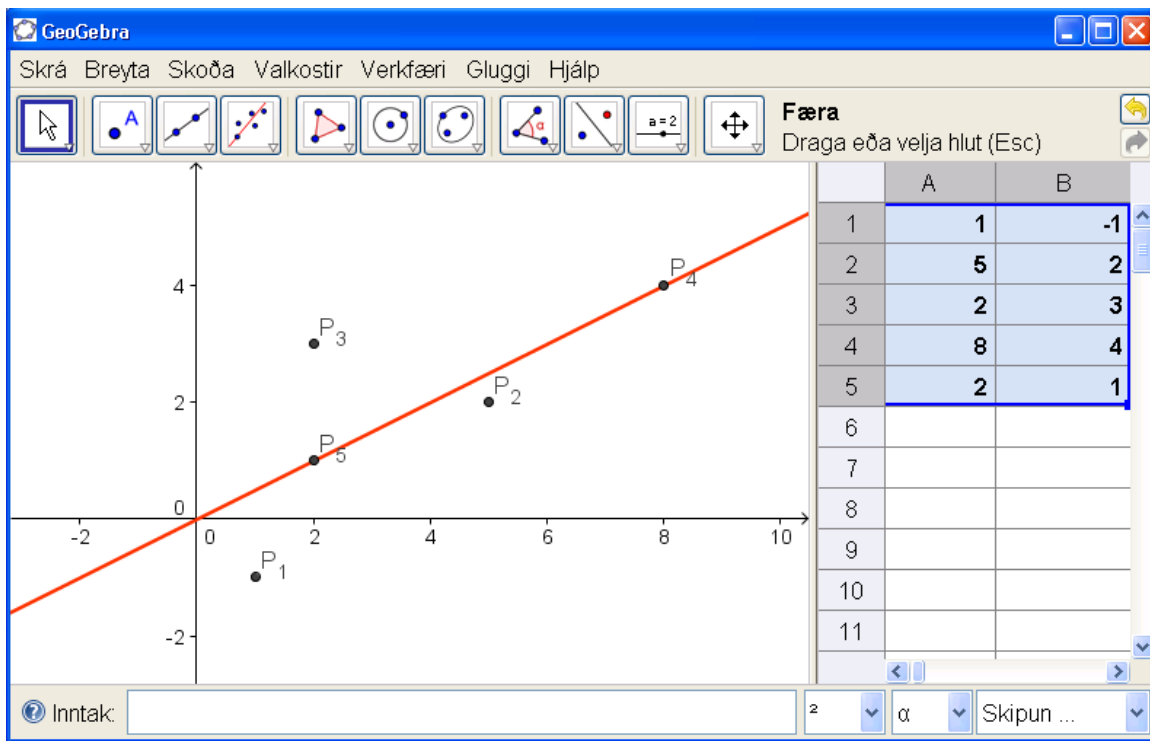 GeoGebra
Skrá Breyta Skoða Valkostir Verkfæri Gluggi Hjálp
A
α
a=2
Færa
Draga eða velja hlut (Esc)
A B
1 1 -1
2 5 2
3 2 3
4 8 4
5 2 1
6
7
8
9
10
11
4
2
0
-2
-2 0 2 4 6 8 10
P4
P3
P2
P5
P1
Inntak: ² α Skipun ...